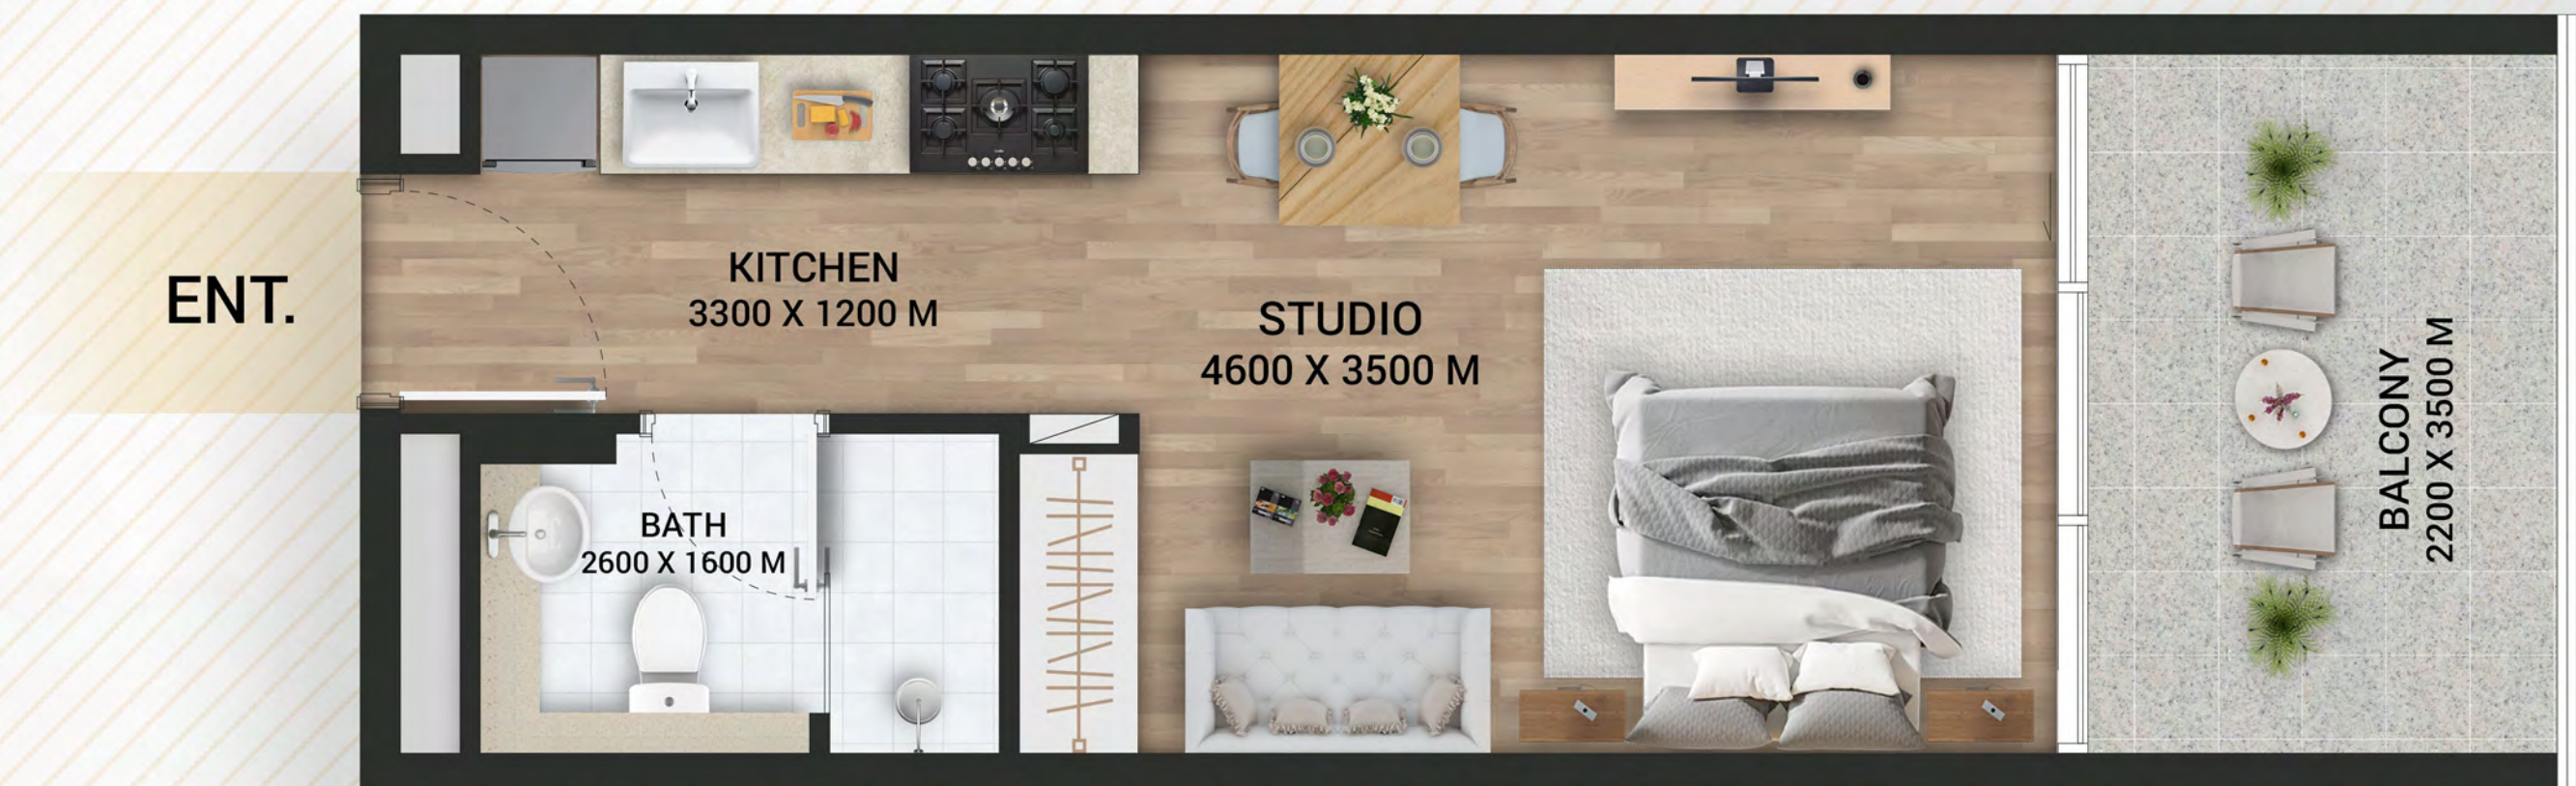 ENT.
KITCHEN
3300 X 1200 M
STUDIO
4600 X 3500 M
BATH
2600 X 1600 M
BALCONY
2200 X 3500 M